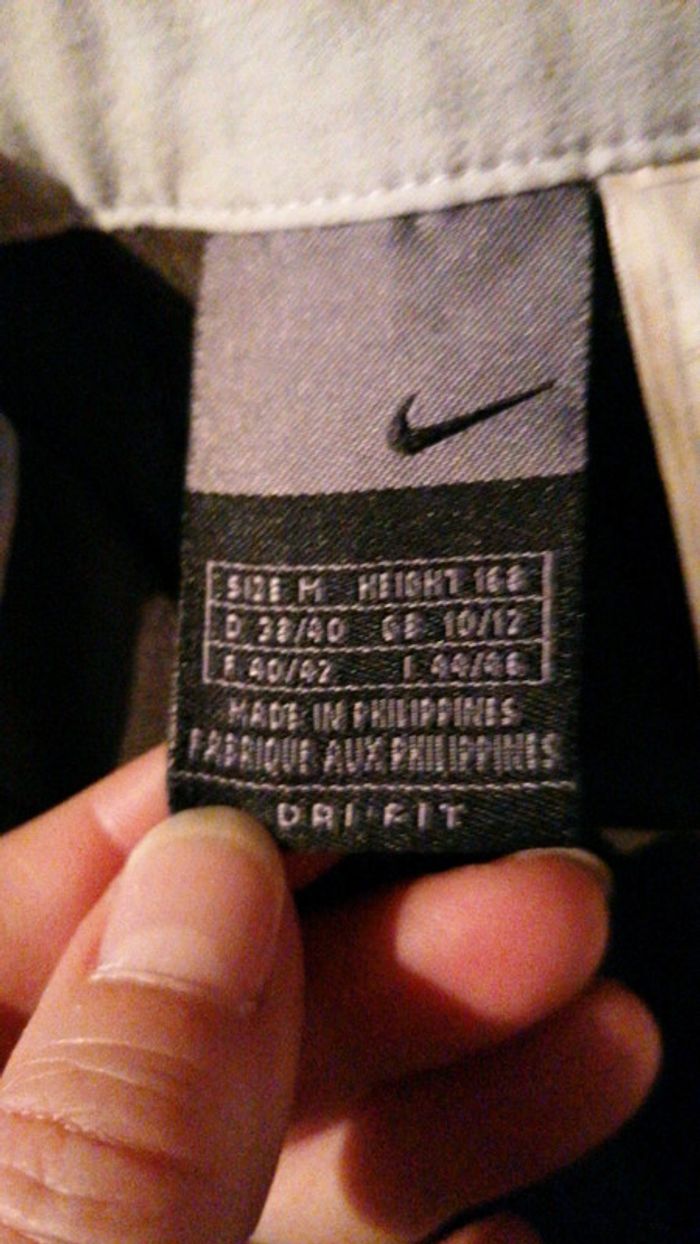 SIZE M HEIGHT 168
D 38/40 GB 10/12
F 40/42 I 44/46
MADE IN PHILIPPINES
FABRIQUE AUX PHILIPPINES
DRI·FIT